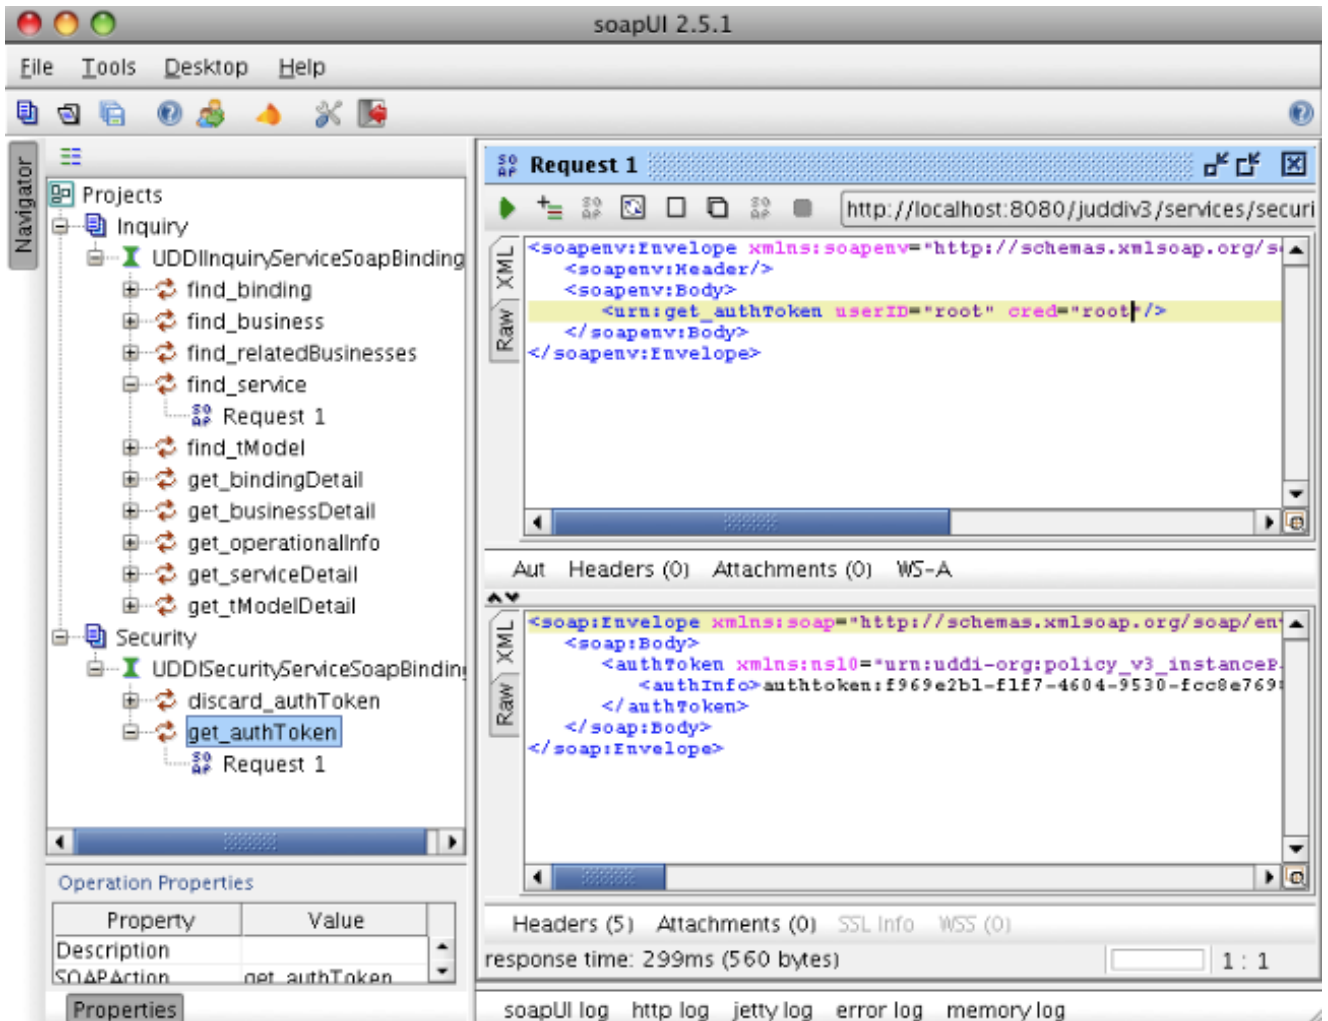 soapUI 2.5.1
File Tools Desktop Help
Navigator
Projects
Inquiry
UDDIInquiryServiceSoapBinding
find_binding
find_business
find_relatedBusinesses
find_service
Request 1
find_tModel
get_bindingDetail
get_businessDetail
get_operationalInfo
get_serviceDetail
get_tModelDetail
Security
UDDISecurityServiceSoapBinding
discard_authToken
get_authToken
Request 1
Operation Properties
Property Value
Description
SOAPAction get_authToken
Properties
Request 1
http://localhost:8080/juddiv3/services/securi
XML
Raw
<soapenv:Envelope xmlns:soapenv="http://schemas.xmlsoap.org/s
<soapenv:Header/>
<soapenv:Body>
<urn:get_authToken userID="root" cred="root"/>
</soapenv:Body>
</soapenv:Envelope>
Aut Headers (0) Attachments (0) WS-A
XML
Raw
<soap:Envelope xmlns:soap="http://schemas.xmlsoap.org/soap/en
<soap:Body>
<authToken xmlns:ns10="urn:uddi-org:policy_v3_instanceP
<authInfo>authtoken:f969e2b1-f1f7-4604-9530-fcc8e769
</authToken>
</soap:Body>
</soap:Envelope>
Headers (5) Attachments (0) SSL Info WSS (0)
response time: 299ms (560 bytes)
1 : 1
soapUI log http log jetty log error log memory log